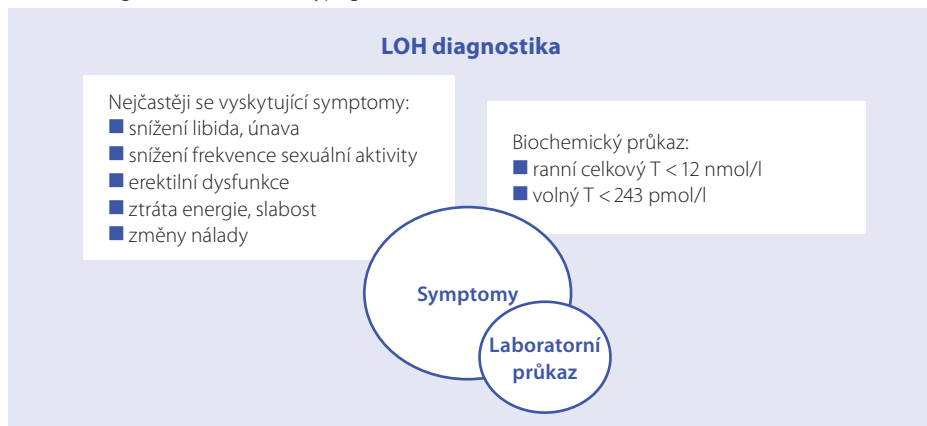 LOH diagnostika
Nejčastěji se vyskytující symptomy:
■ snížení libida, únava
■ snížení frekvence sexuální aktivity
■ erektilní dysfunkce
■ ztráta energie, slabost
■ změny nálady
Biochemický průkaz:
■ ranní celkový T < 12 nmol/l
■ volný T < 243 pmol/l
Symptomy
Laboratorní
průkaz